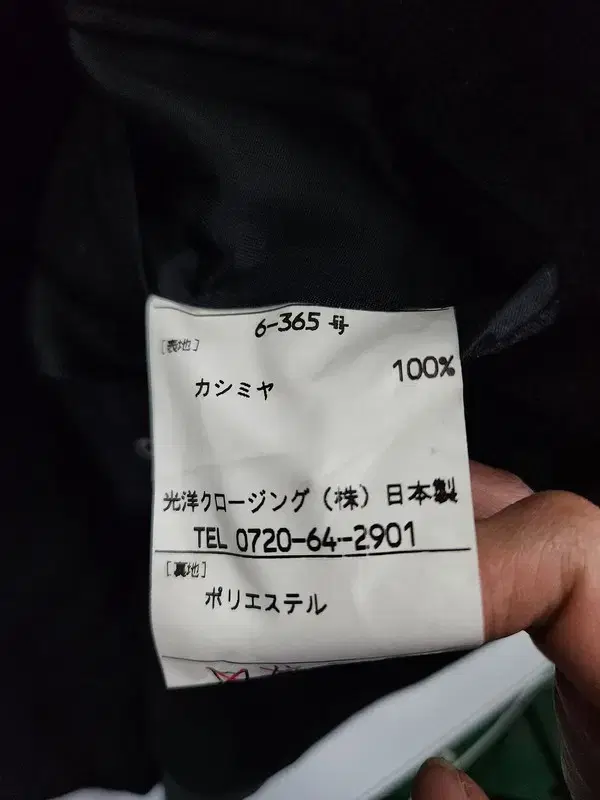 6-365 号
[表地]
カシミヤ 100%
光洋クロージング（株）日本製
TEL 0720-64-2901
[裏地]
ポリエステル